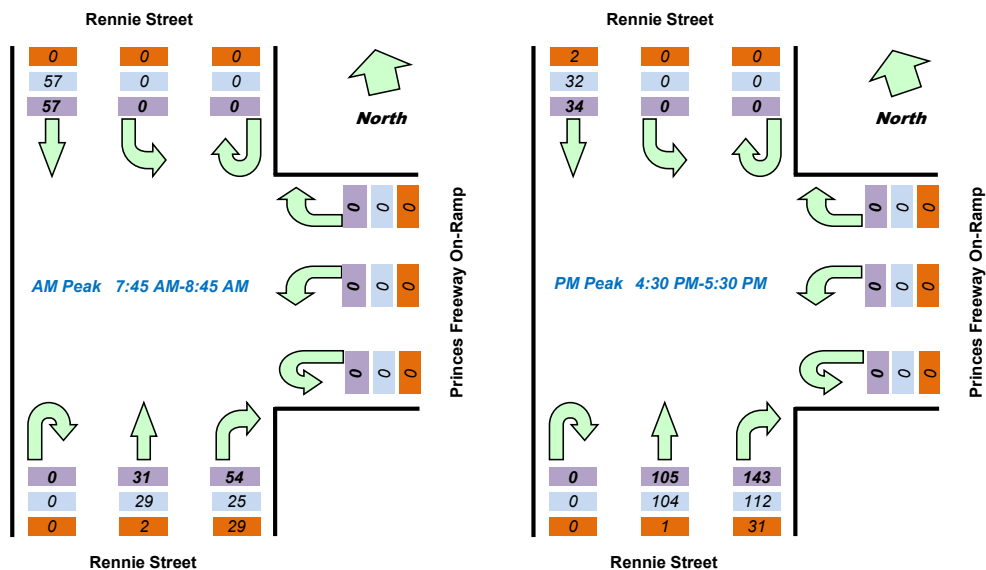 Rennie Street
0 0 0
57 0 0
57 0 0
North
0 0 0
AM Peak 7:45 AM-8:45 AM
0 0 0
0 0 0
Princes Freeway On-Ramp
0 31 54
0 29 25
0 2 29
Rennie Street
Rennie Street
2 0 0
32 0 0
34 0 0
North
0 0 0
PM Peak 4:30 PM-5:30 PM
0 0 0
0 0 0
Princes Freeway On-Ramp
0 105 143
0 104 112
0 1 31
Rennie Street